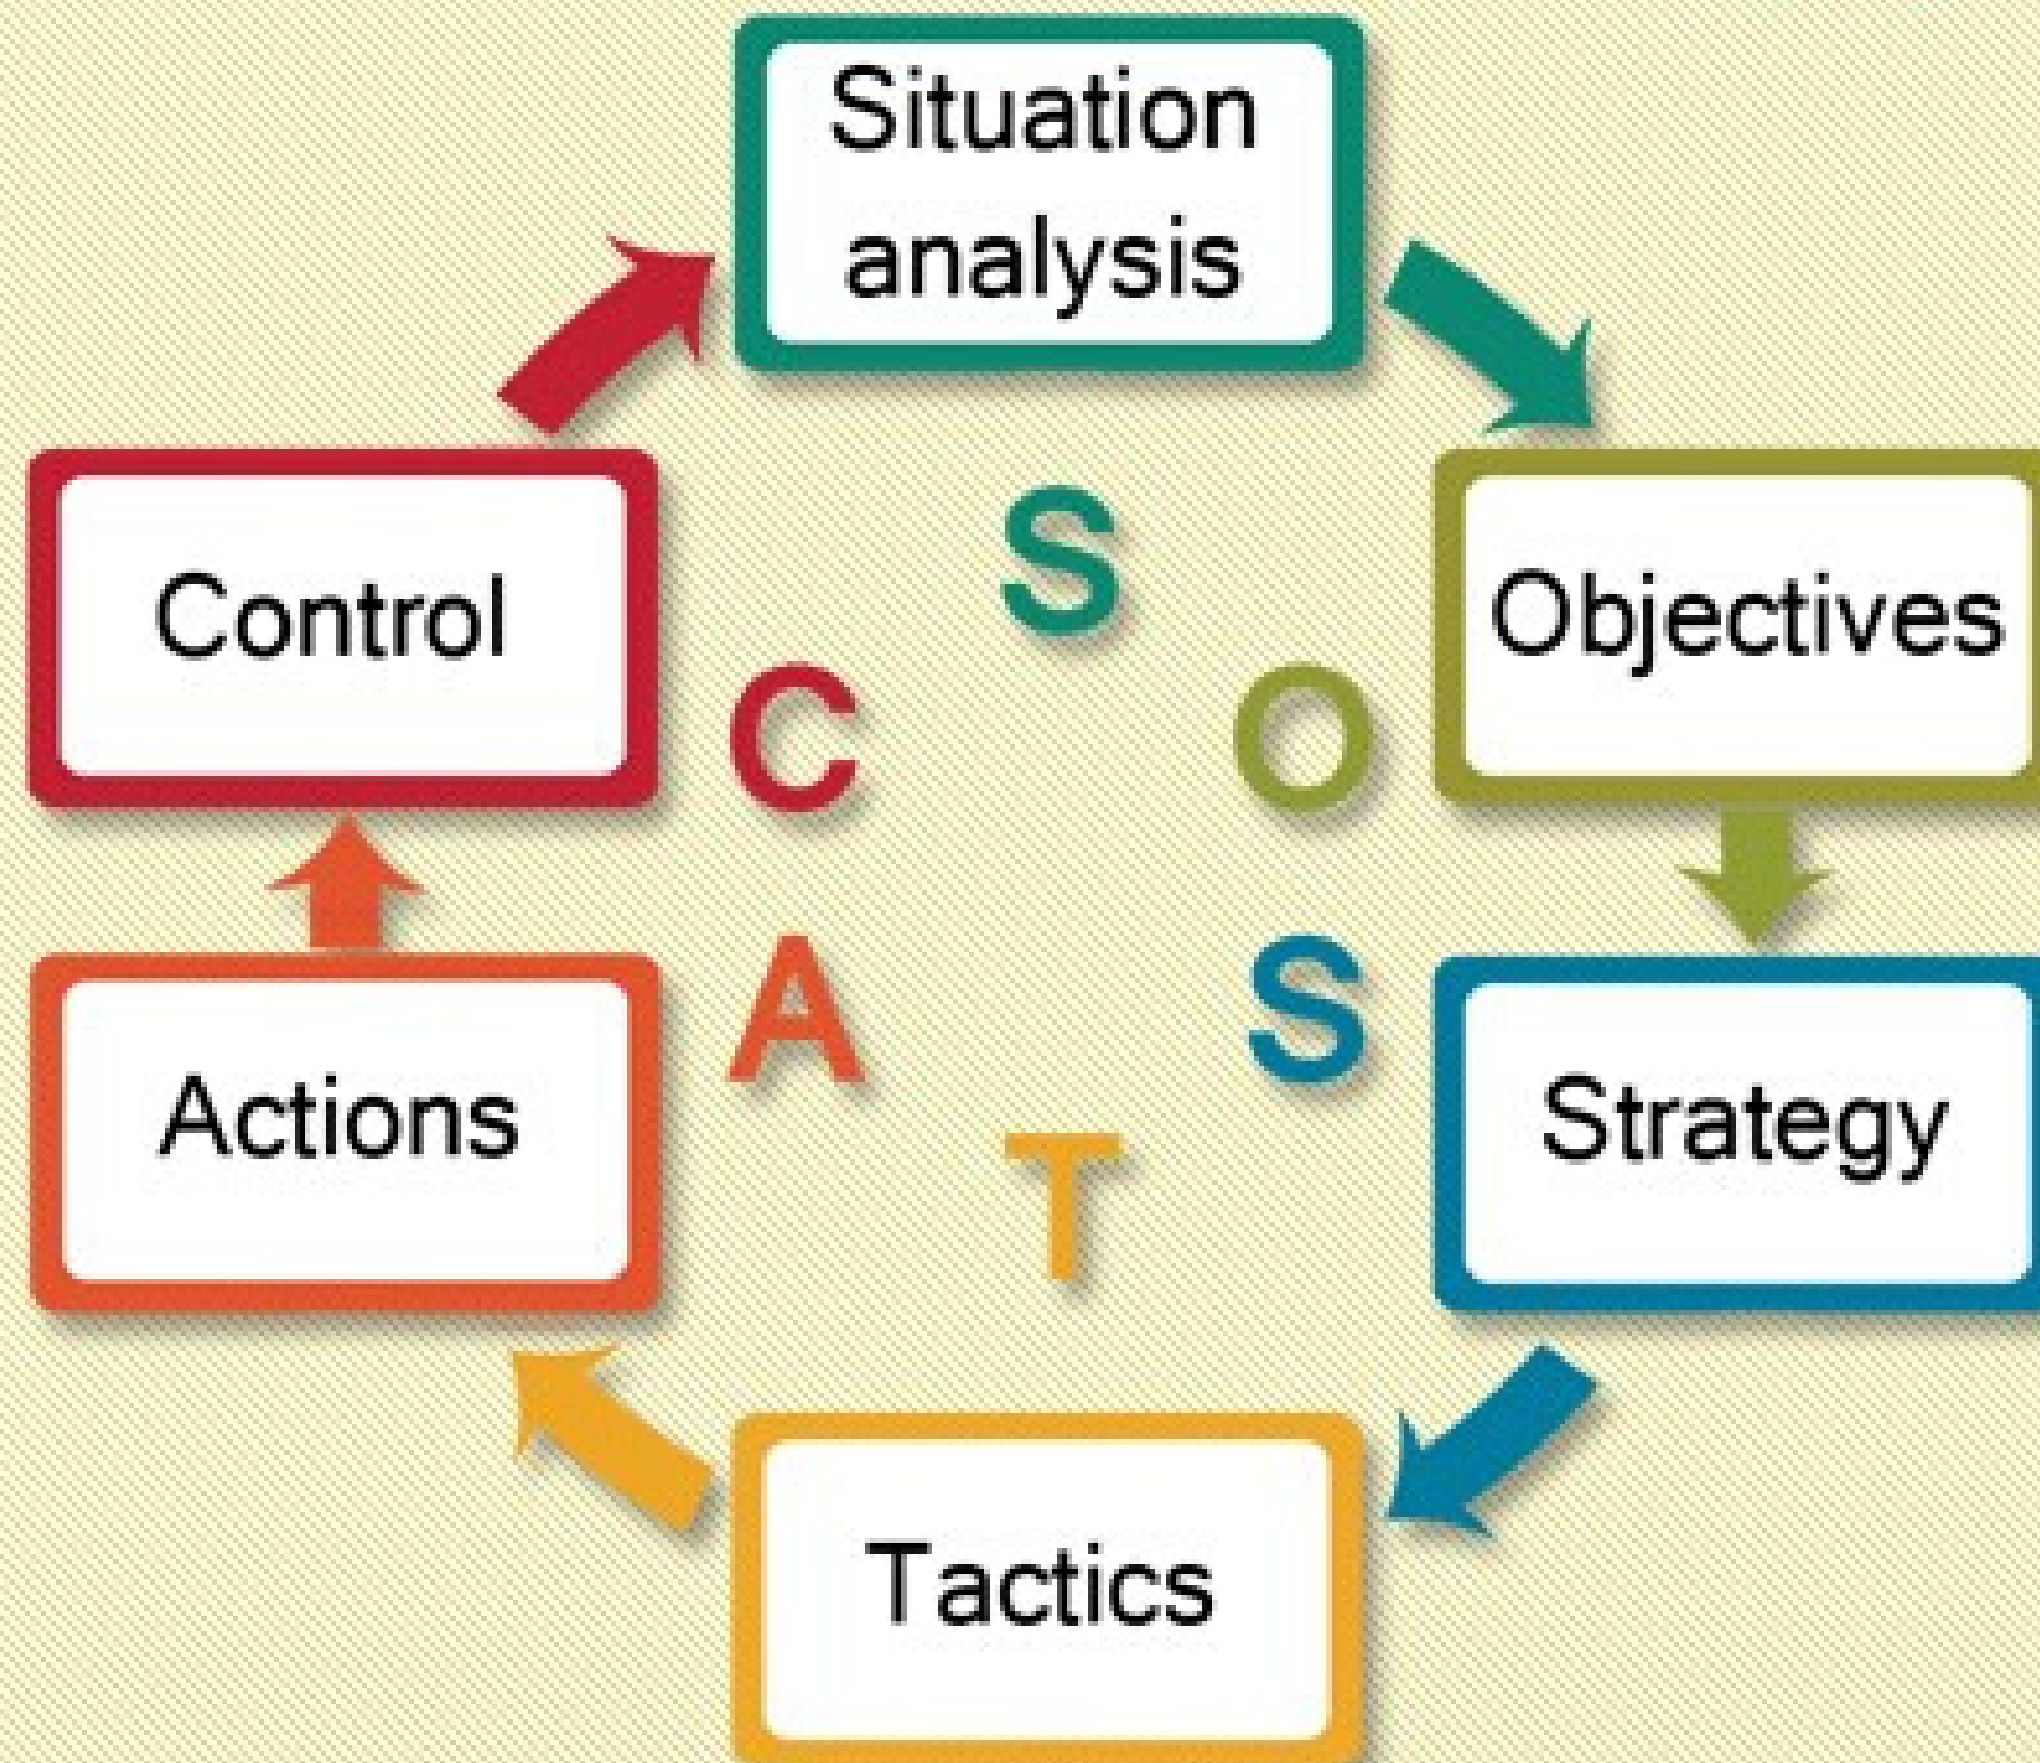 Situation
analysis
Control
S
Objectives
C
O
Actions
A
S
Strategy
T
Tactics